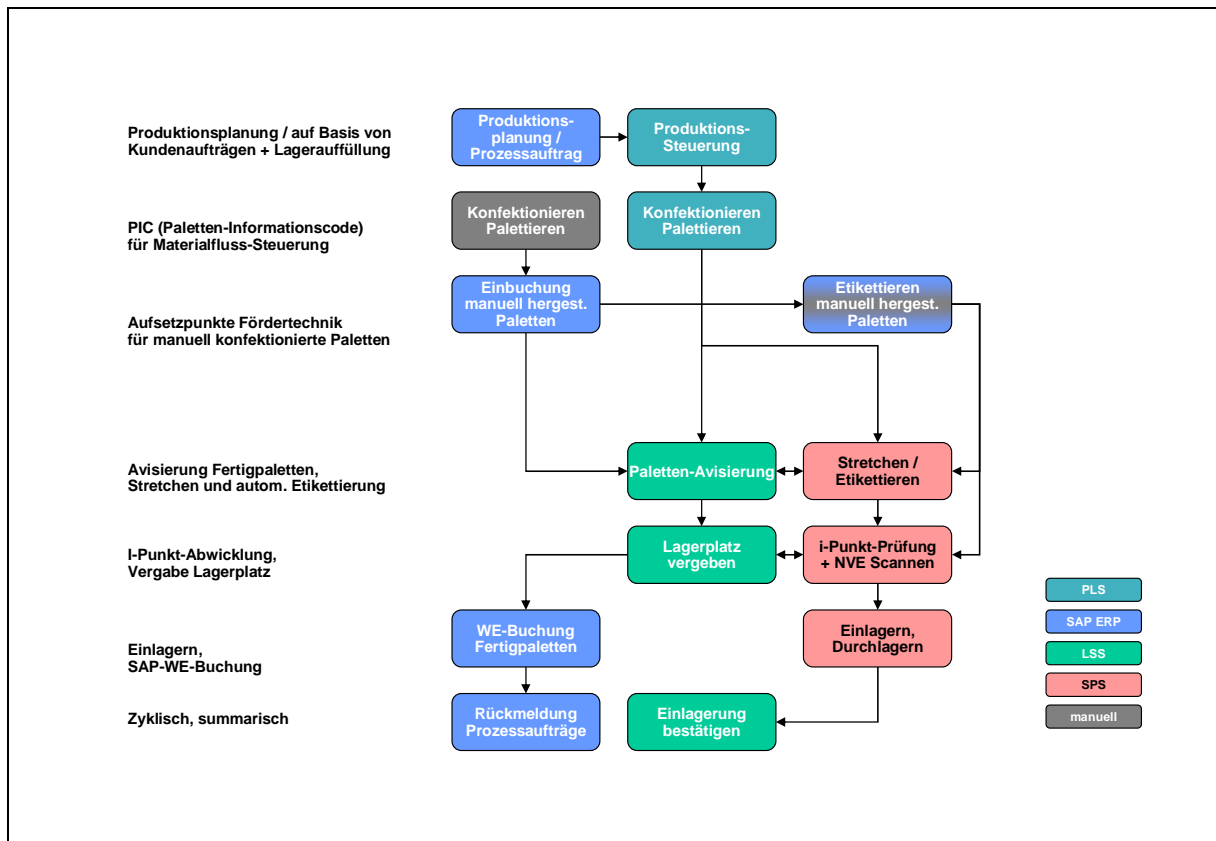 Produktionsplanung / auf Basis von
Kundenaufträgen + Lagerauffüllung
Produktions-
planung /
Prozessauftrag
Produktions-
Steuerung
PIC (Paletten-Informationscode)
für Materialfluss-Steuerung
Konfektionieren
Palettieren
Konfektionieren
Palettieren
Aufsetzpunkte Fördertechnik
für manuell konfektionierte Paletten
Einbuchung
manuell hergest.
Paletten
Etikettieren
manuell hergest.
Paletten
Avisierung Fertigpaletten,
Stretchen und autom. Etikettierung
Paletten-Avisierung
Stretchen /
Etikettieren
I-Punkt-Abwicklung,
Vergabe Lagerplatz
Lagerplatz
vergeben
i-Punkt-Prüfung
+ NVE Scannen
Einlagern,
SAP-WE-Buchung
WE-Buchung
Fertigpaletten
Einlagern,
Durchlagern
Zyklisch, summarisch
Rückmeldung
Prozessaufträge
Einlagerung
bestätigen
PLS
SAP ERP
LSS
SPS
manuell